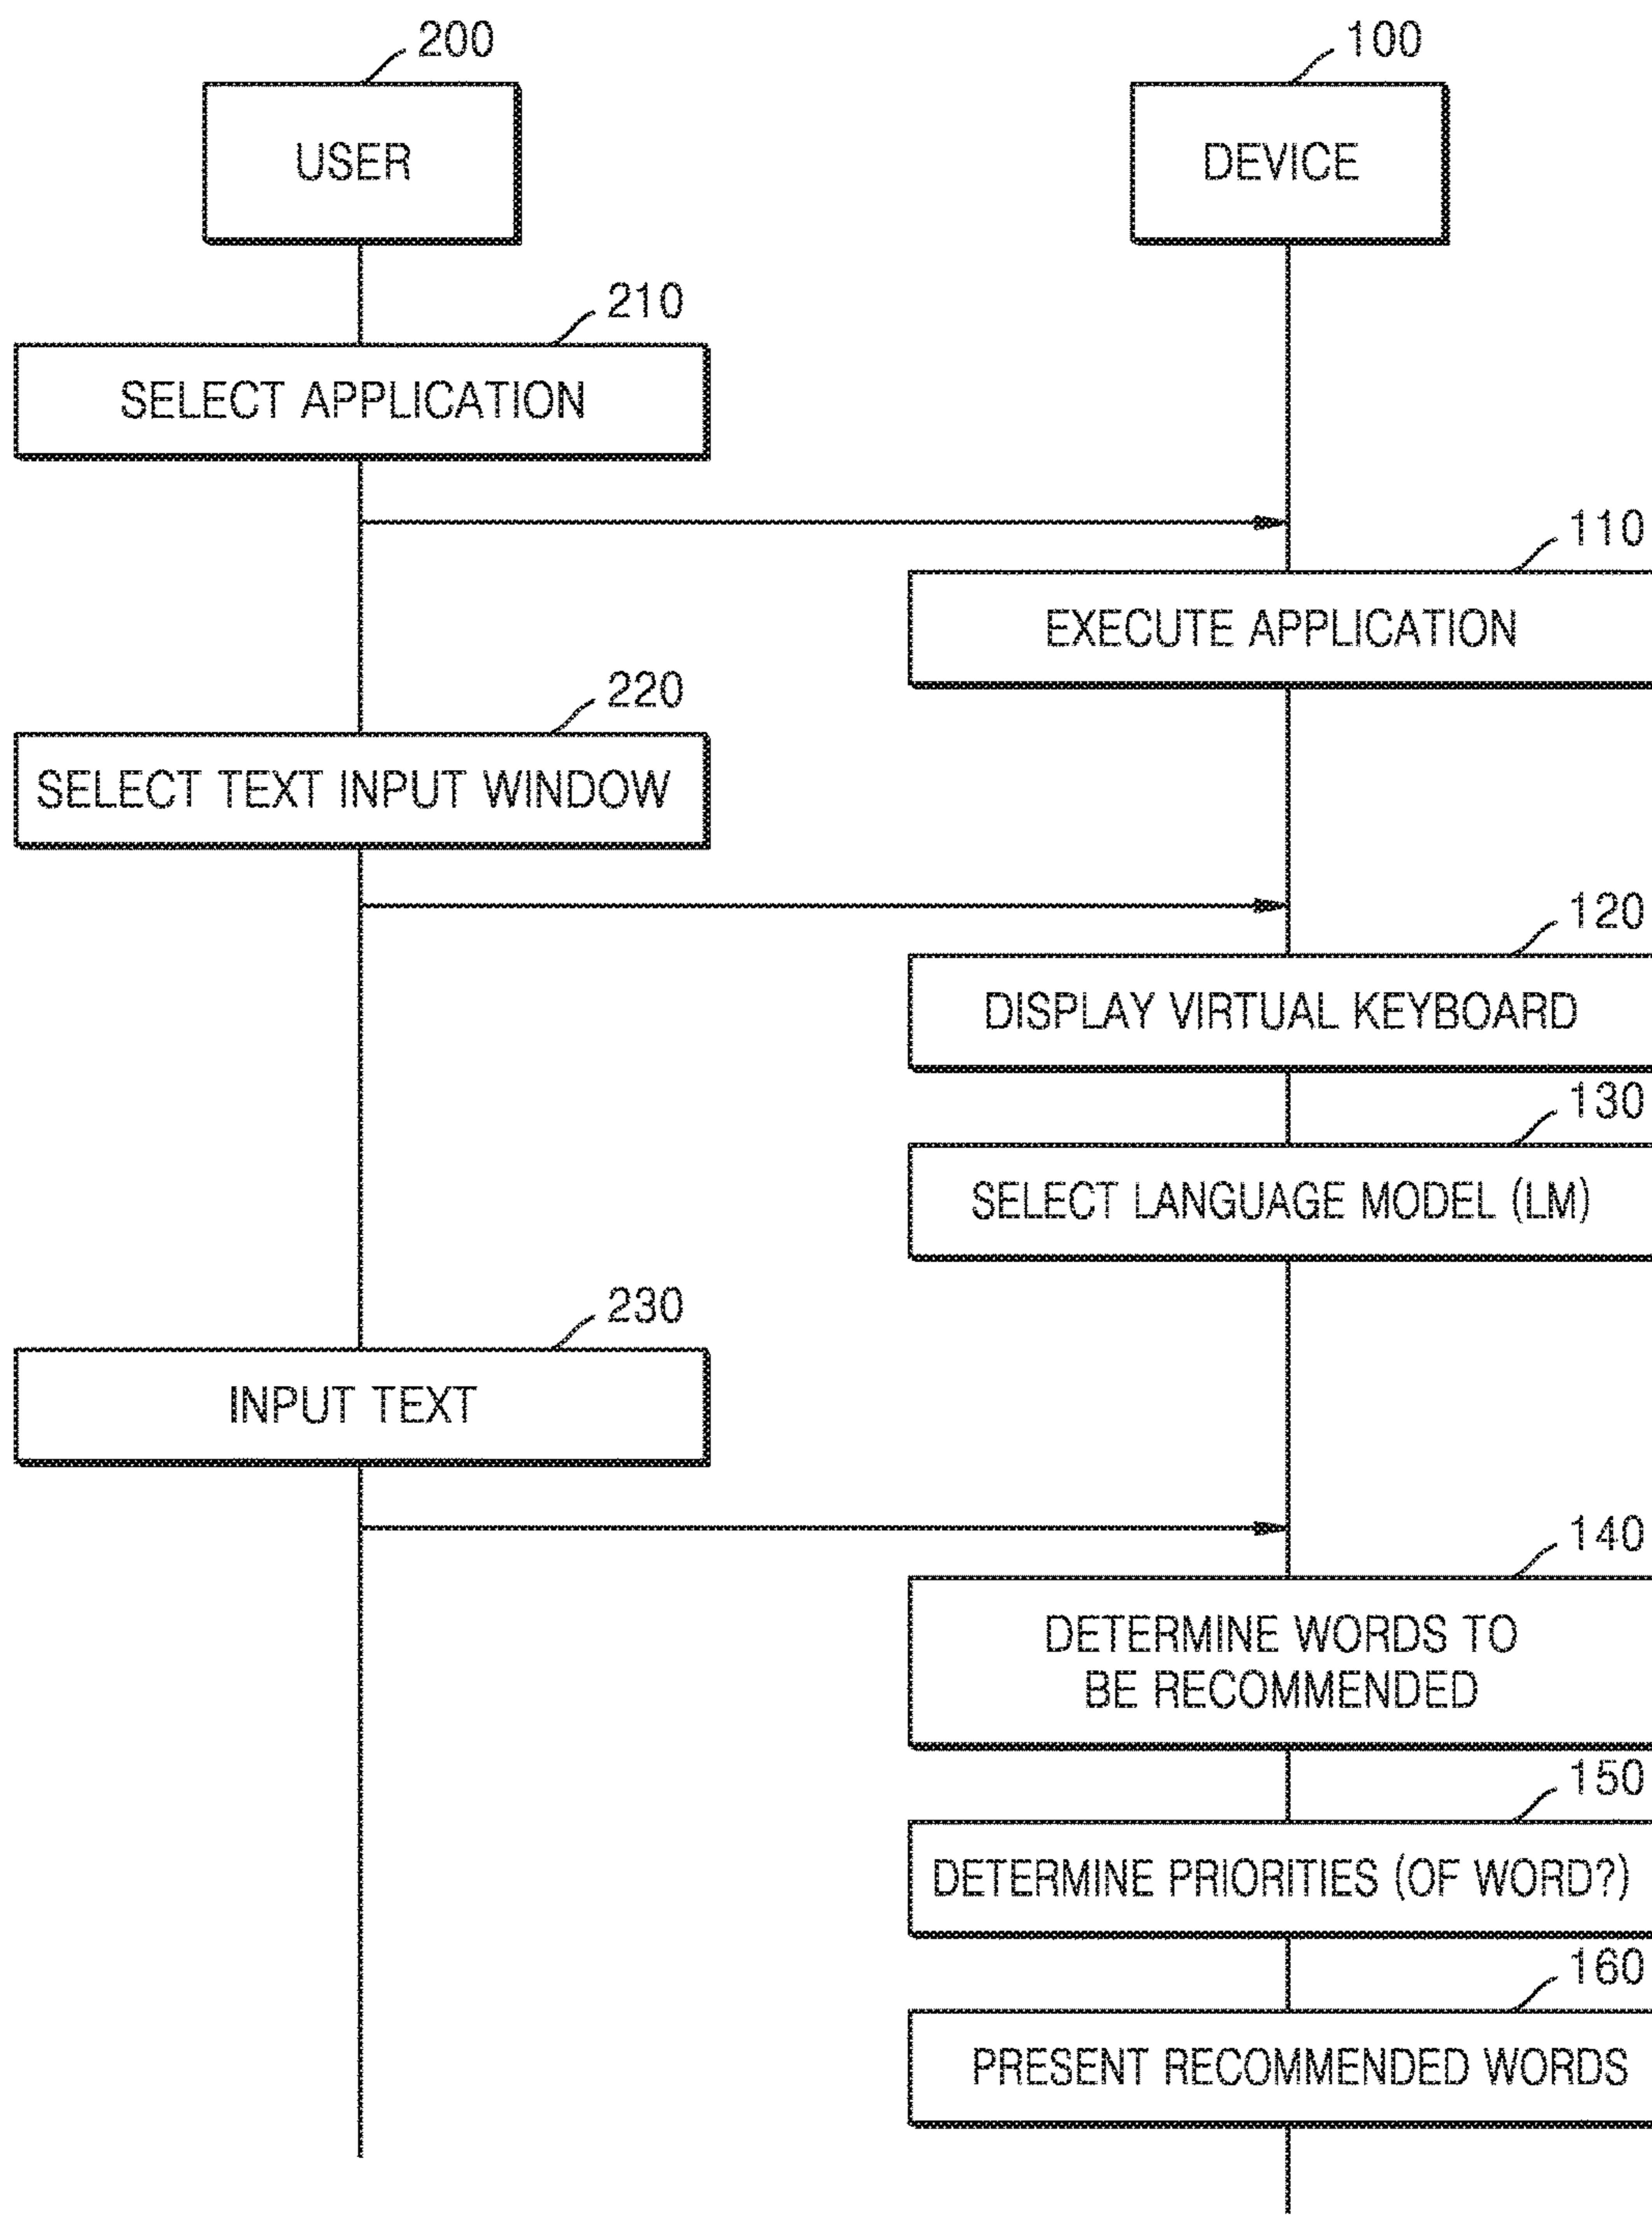 200
100
USER
DEVICE
210
SELECT APPLICATION
110
EXECUTE APPLICATION
220
SELECT TEXT INPUT WINDOW
120
DISPLAY VIRTUAL KEYBOARD
130
SELECT LANGUAGE MODEL (LM)
230
INPUT TEXT
140
DETERMINE WORDS TO
BE RECOMMENDED
150
DETERMINE PRIORITIES (OF WORD?)
160
PRESENT RECOMMENDED WORDS